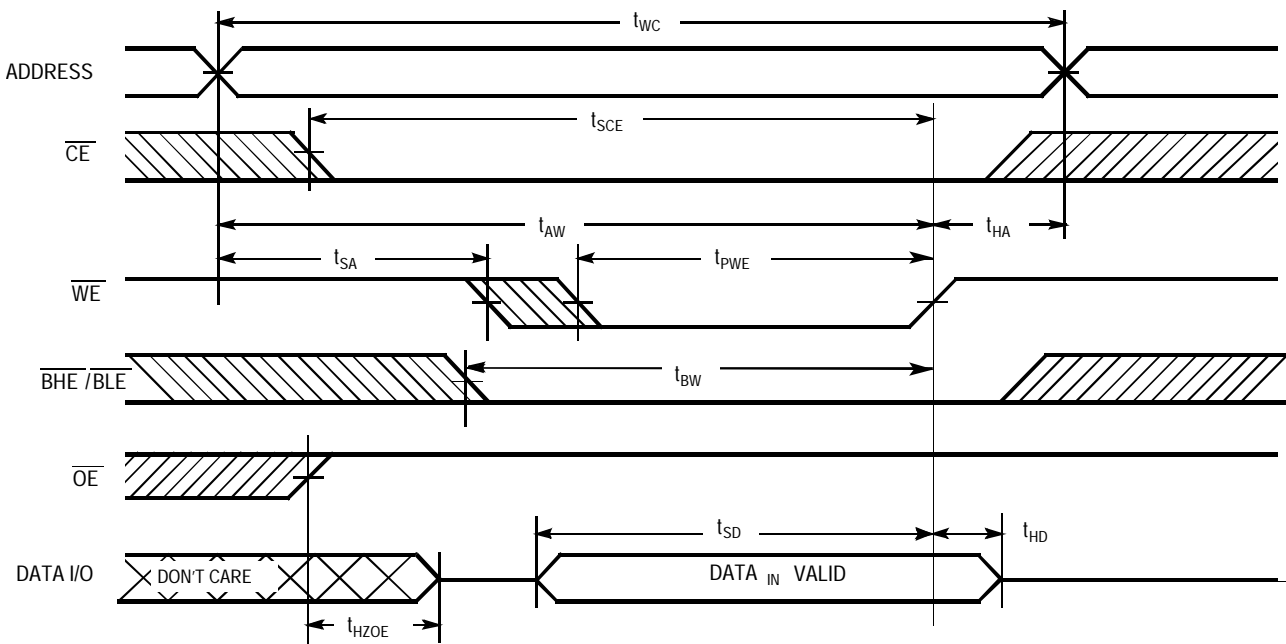 tWC
ADDRESS
tSCE
CE
tAW
tHA
tSA
tPWE
WE
BHE /BLE
tBW
OE
tSD
tHD
DATA I/O
DON'T CARE
DATA IN VALID
tHZOE